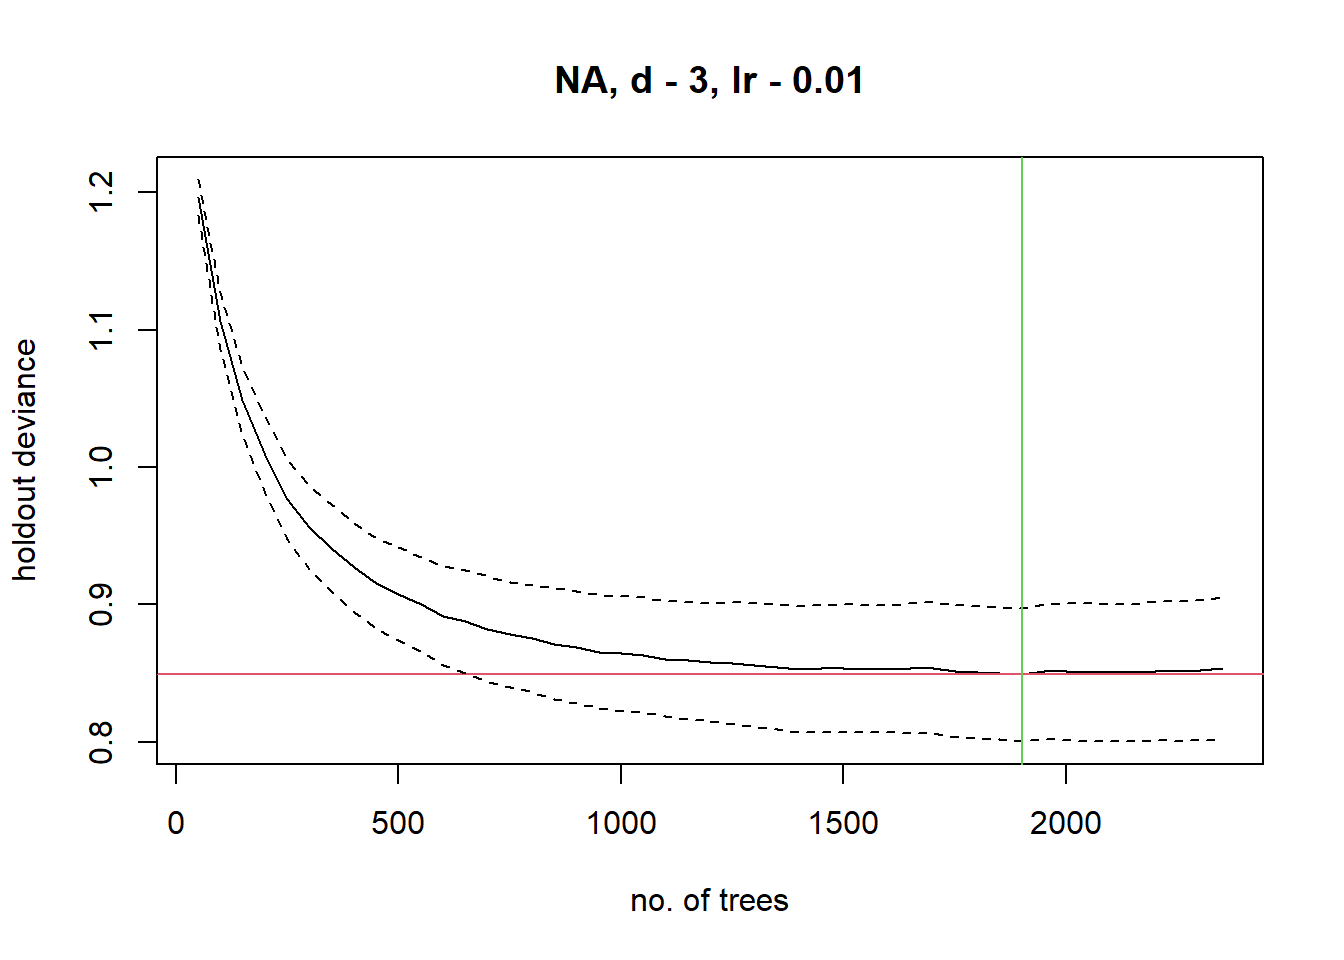 NA, d - 3, lr - 0.01
holdout deviance
1.2
1.1
1.0
0.9
0.8
0 500 1000 1500 2000
no. of trees